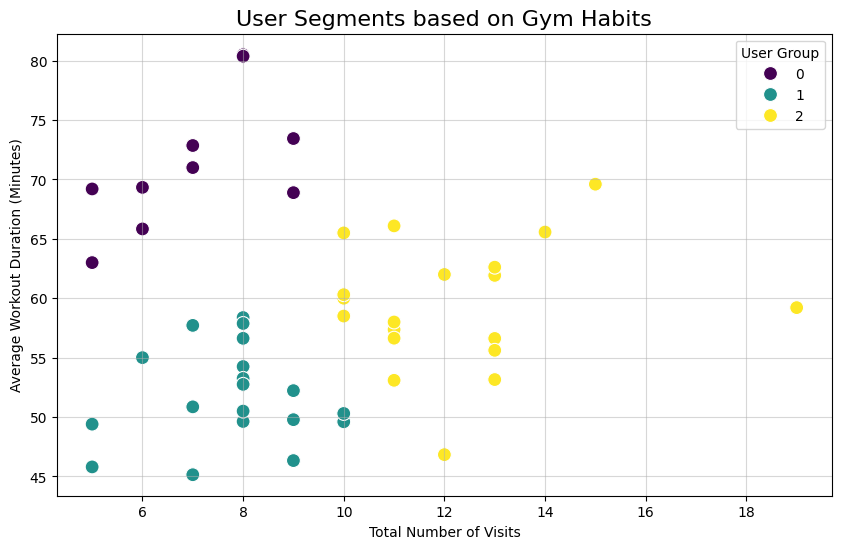 User Segments based on Gym Habits
User Group
0
1
2
80
75
70
65
60
55
50
45
Average Workout Duration (Minutes)
6 8 10 12 14 16 18
Total Number of Visits